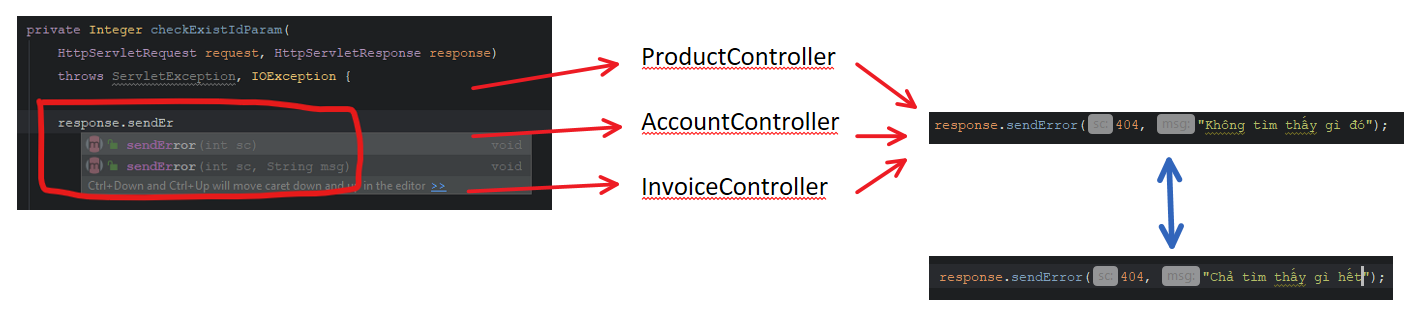 private Integer checkExistIdParam(
HttpServletRequest request, HttpServletResponse response)
throws ServletException, IOException {
response.sendEr
m sendError(int sc) void
m sendError(int sc, String msg) void
Ctrl+Down and Ctrl+Up will move caret down and up in the editor >>
ProductController
AccountController
InvoiceController
response.sendError( sc: 404, msg: "Không tìm thấy gì đó");
response.sendError( sc: 404, msg: "Chả tìm thấy gì hết");